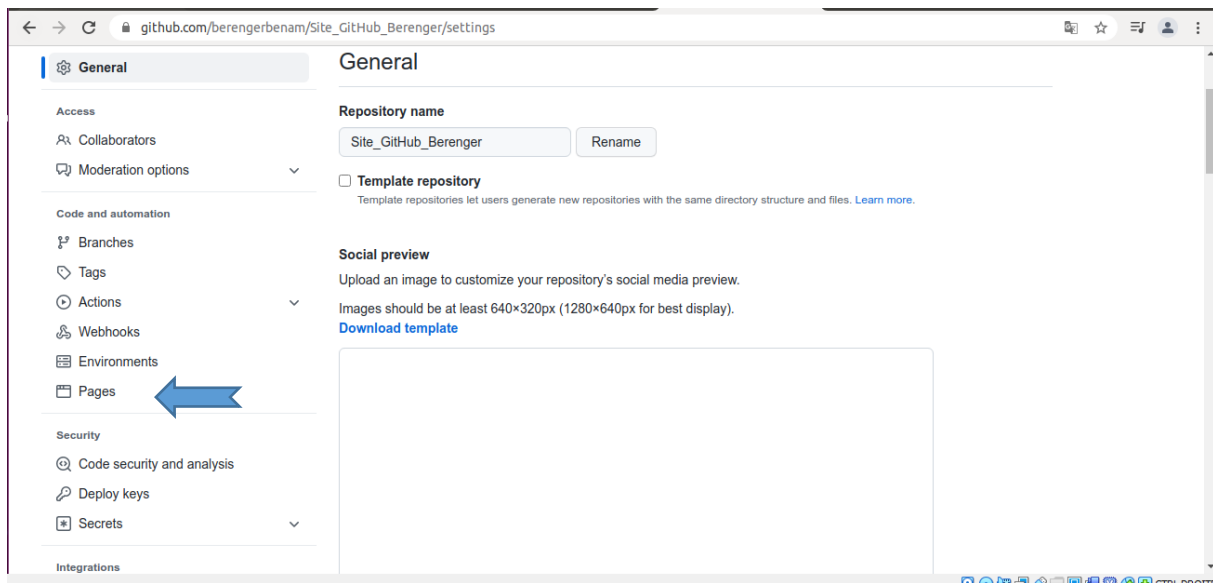 github.com/berengerbenam/Site_GitHub_Berenger/settings
General
Access
Collaborators
Moderation options
Code and automation
Branches
Tags
Actions
Webhooks
Environments
Pages
Security
Code security and analysis
Deploy keys
Secrets
Integrations
General
Repository name
Site_GitHub_Berenger
Rename
Template repository
Template repositories let users generate new repositories with the same directory structure and files. Learn more.
Social preview
Upload an image to customize your repository's social media preview.
Images should be at least 640×320px (1280×640px for best display).
Download template